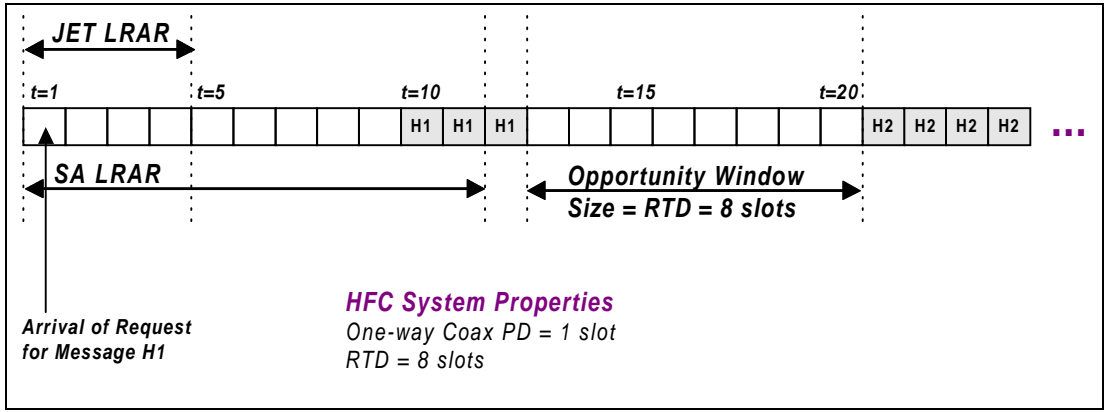 JET LRAR
t=1 t=5 t=10 t=15 t=20
H1 H1 H1 H2 H2 H2 H2 ...
SA LRAR
Opportunity Window
Size = RTD = 8 slots
HFC System Properties
One-way Coax PD = 1 slot
RTD = 8 slots
Arrival of Request
for Message H1